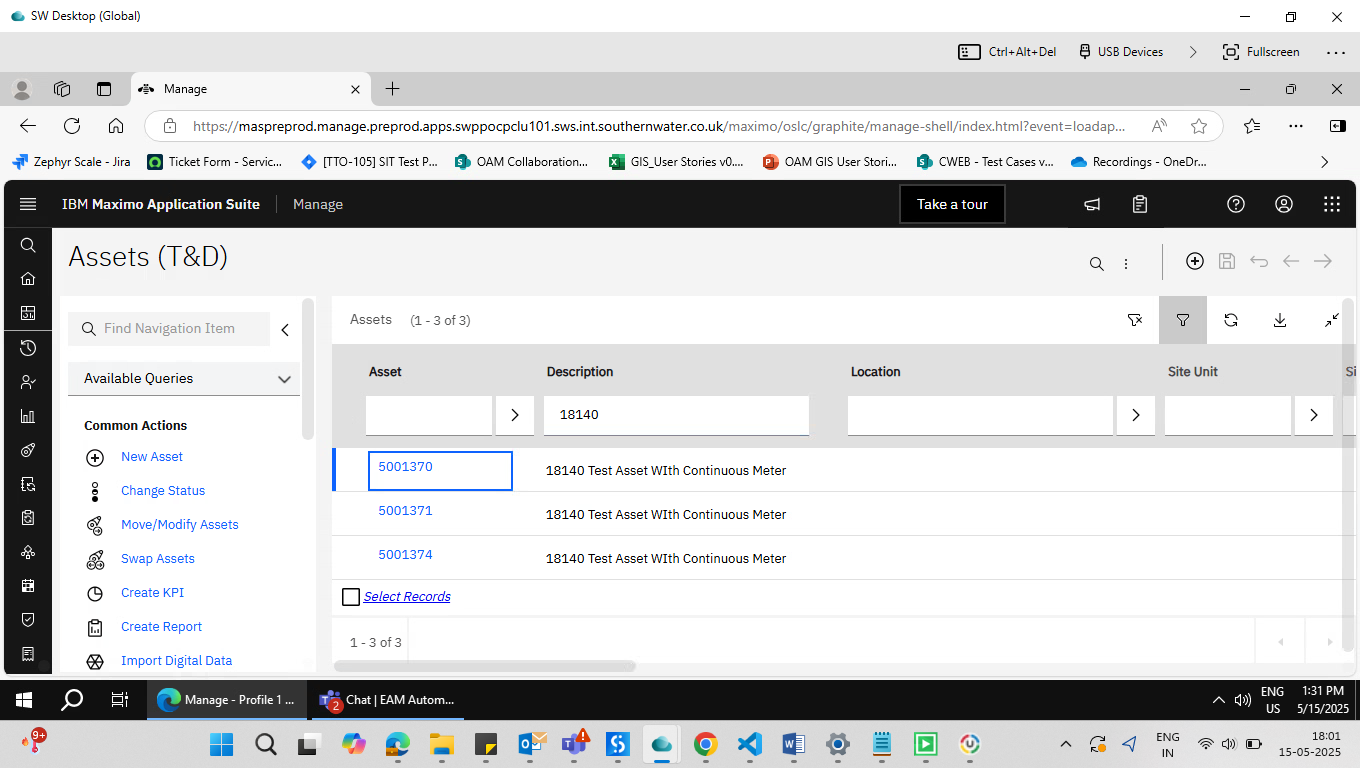 SW Desktop (Global)
Ctrl+Alt+Del
USB Devices
Fullscreen
Manage
https://maspreprod.manage.preprod.apps.swppocpclu101.sws.int.southernwater.co.uk/maximo/oslc/graphite/manage-shell/index.html?event=loadap...
Zephyr Scale - Jira
Ticket Form - Servic...
[TTO-105] SIT Test P...
OAM Collaboration...
GIS_User Stories v0....
OAM GIS User Stori...
CWEB - Test Cases v...
Recordings - OneDr...
IBM Maximo Application Suite
Manage
Take a tour
Assets (T&D)
Find Navigation Item
Available Queries
Common Actions
New Asset
Change Status
Move/Modify Assets
Swap Assets
Create KPI
Create Report
Import Digital Data
Assets (1 - 3 of 3)
Asset Description Location Site Unit Si
18140
5001370 18140 Test Asset WIth Continuous Meter
5001371 18140 Test Asset WIth Continuous Meter
5001374 18140 Test Asset WIth Continuous Meter
Select Records
1 - 3 of 3
Manage - Profile 1 ...
2
Chat | EAM Autom...
ENG
US
1:31 PM
5/15/2025
9+
ENG
IN
18:01
15-05-2025